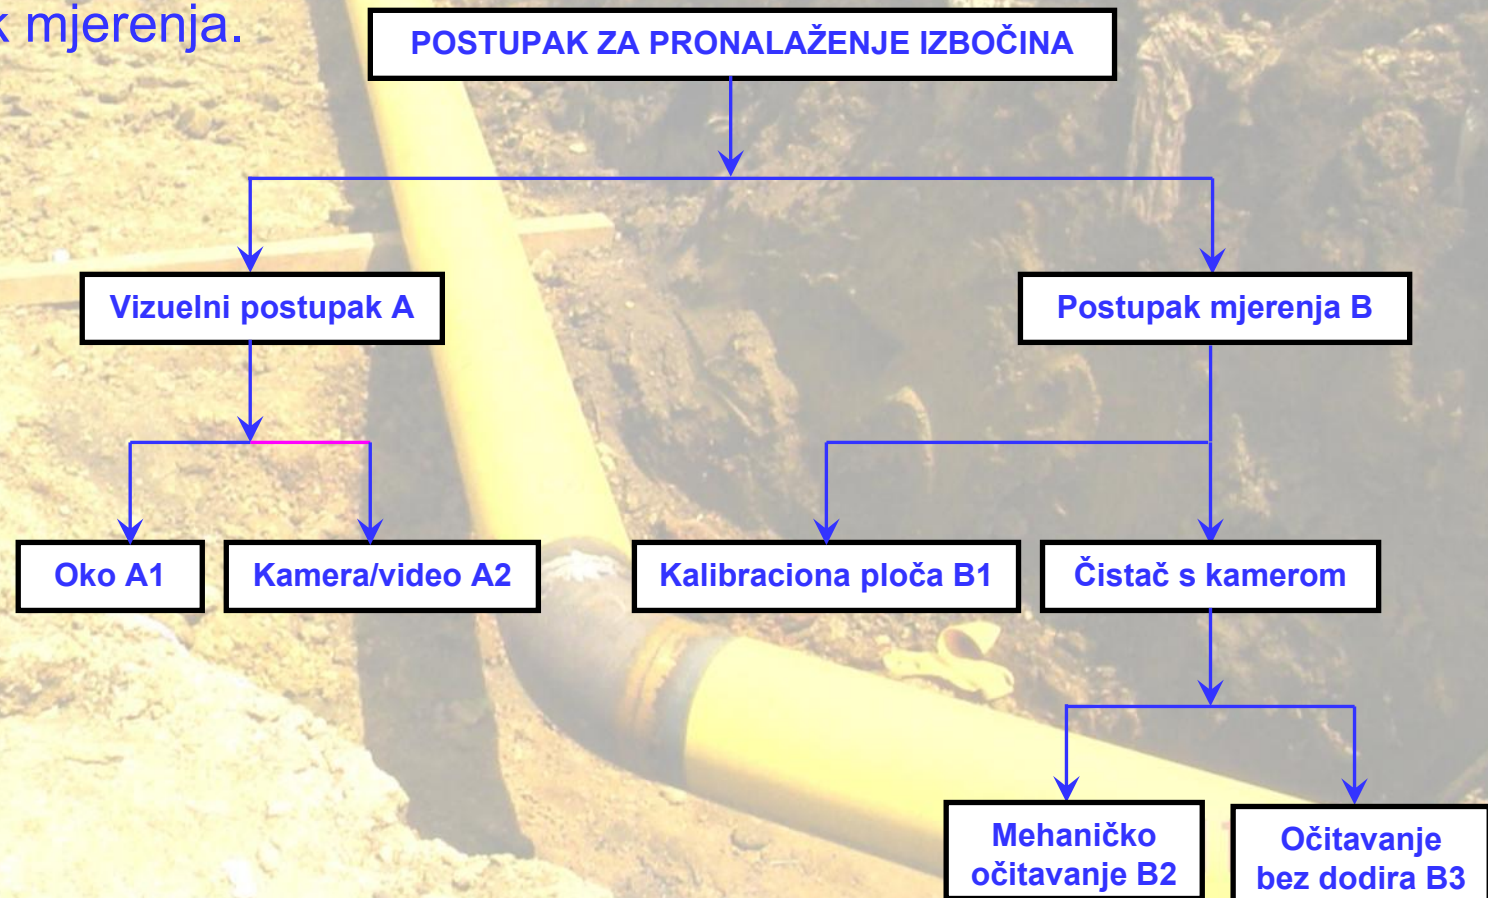 k mjerenja.
POSTUPAK ZA PRONALAŽENJE IZBOČINA
Vizuelni postupak A
Postupak mjerenja B
Oko A1
Kamera/video A2
Kalibraciona ploča B1
Čistač s kamerom
Mehaničko
očitavanje B2
Očitavanje
bez dodira B3